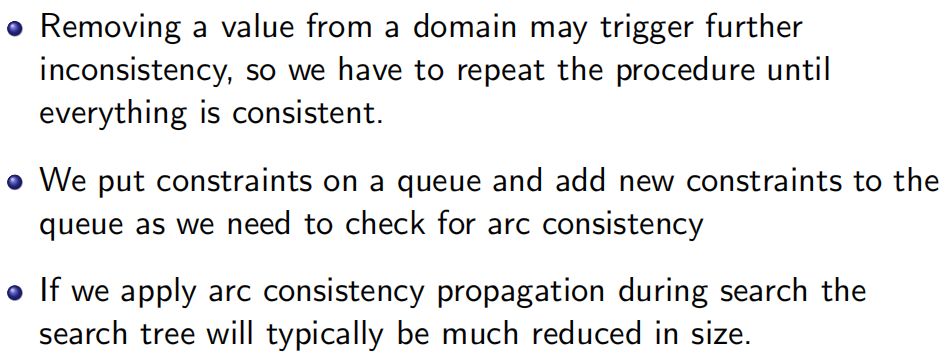 Removing a value from a domain may trigger further
inconsistency, so we have to repeat the procedure until
everything is consistent.
We put constraints on a queue and add new constraints to the
queue as we need to check for arc consistency
If we apply arc consistency propagation during search the
search tree will typically be much reduced in size.